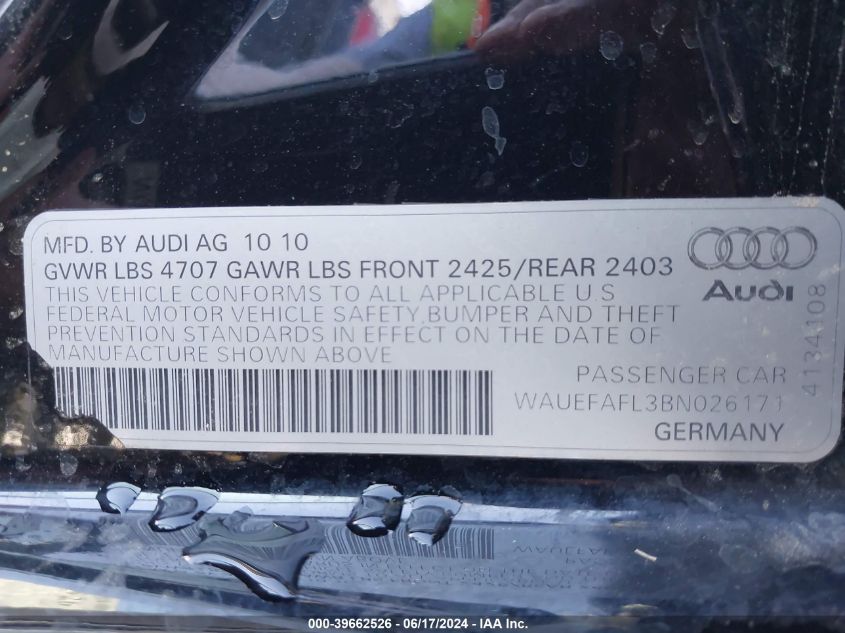 MFD. BY AUDI AG 10 10
GVWR LBS 4707 GAWR LBS FRONT 2425/REAR 2403
THIS VEHICLE CONFORMS TO ALL APPLICABLE U.S
FEDERAL MOTOR VEHICLE SAFETY,BUMPER AND THEFT
PREVENTION STANDARDS IN EFFECT ON THE DATE OF
MANUFACTURE SHOWN ABOVE
Audi
4134108
PASSENGER CAR
WAUEFAFL3BN026171
GERMANY
000-39662526 - 06/17/2024 - IAA Inc.